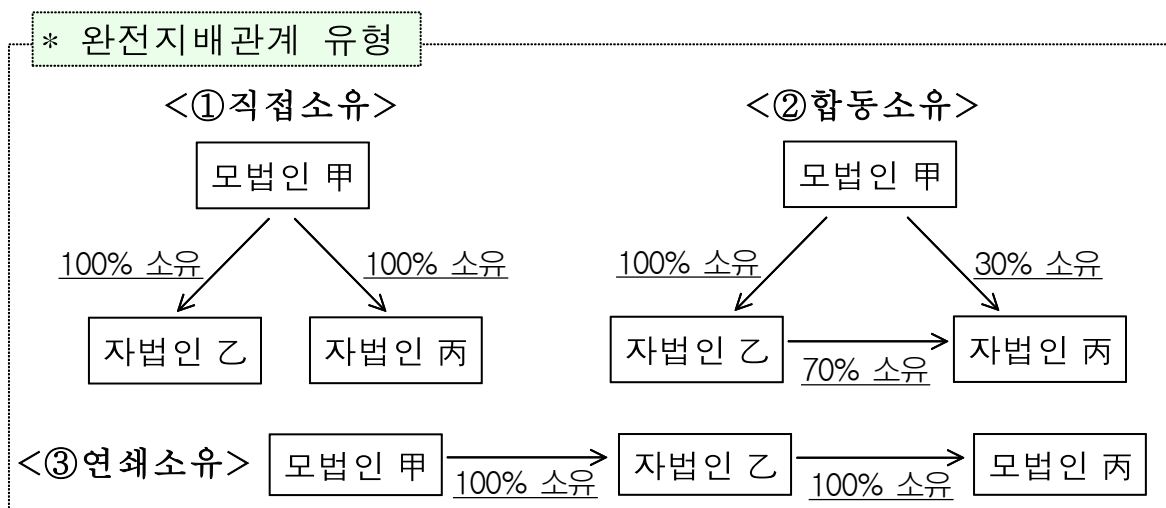 * 완전지배관계 유형
<①직접소유>
<②합동소유>
모법인 甲
모법인 甲
100% 소유
100% 소유
100% 소유
30% 소유
자법인 乙
자법인 丙
자법인 乙
자법인 丙
70% 소유
<③연쇄소유>
모법인 甲
자법인 乙
모법인 丙
100% 소유
100% 소유